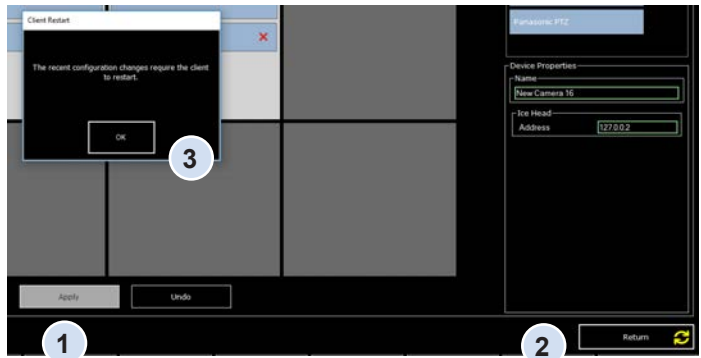 Client Restart
The recent configuration changes require the client
to restart.
OK
3
Panasonic PTZ
Device Properties
Name
New Camera 16
Ice Head
Address 127.0.0.2
Apply
Undo
1
2
Return